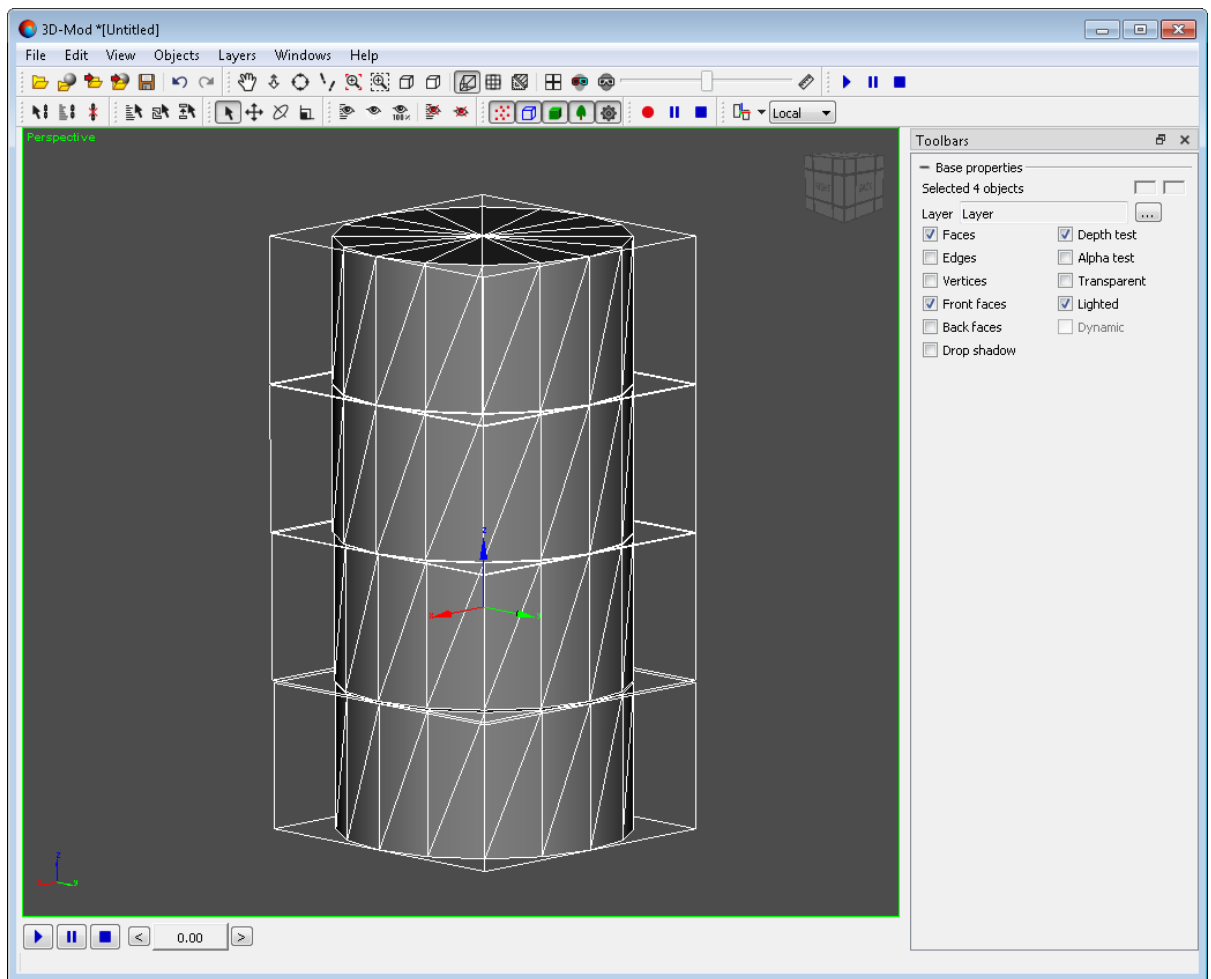 3D-Mod *[Untitled]
File Edit View Objects Layers Windows Help
100% Local
Perspective
Toolbars
Base properties
Selected 4 objects
Layer Layer ...
Faces Depth test
Edges Alpha test
Vertices Transparent
Front faces Lighted
Back faces Dynamic
Drop shadow
z
x y
z
x y
< 0.00 >